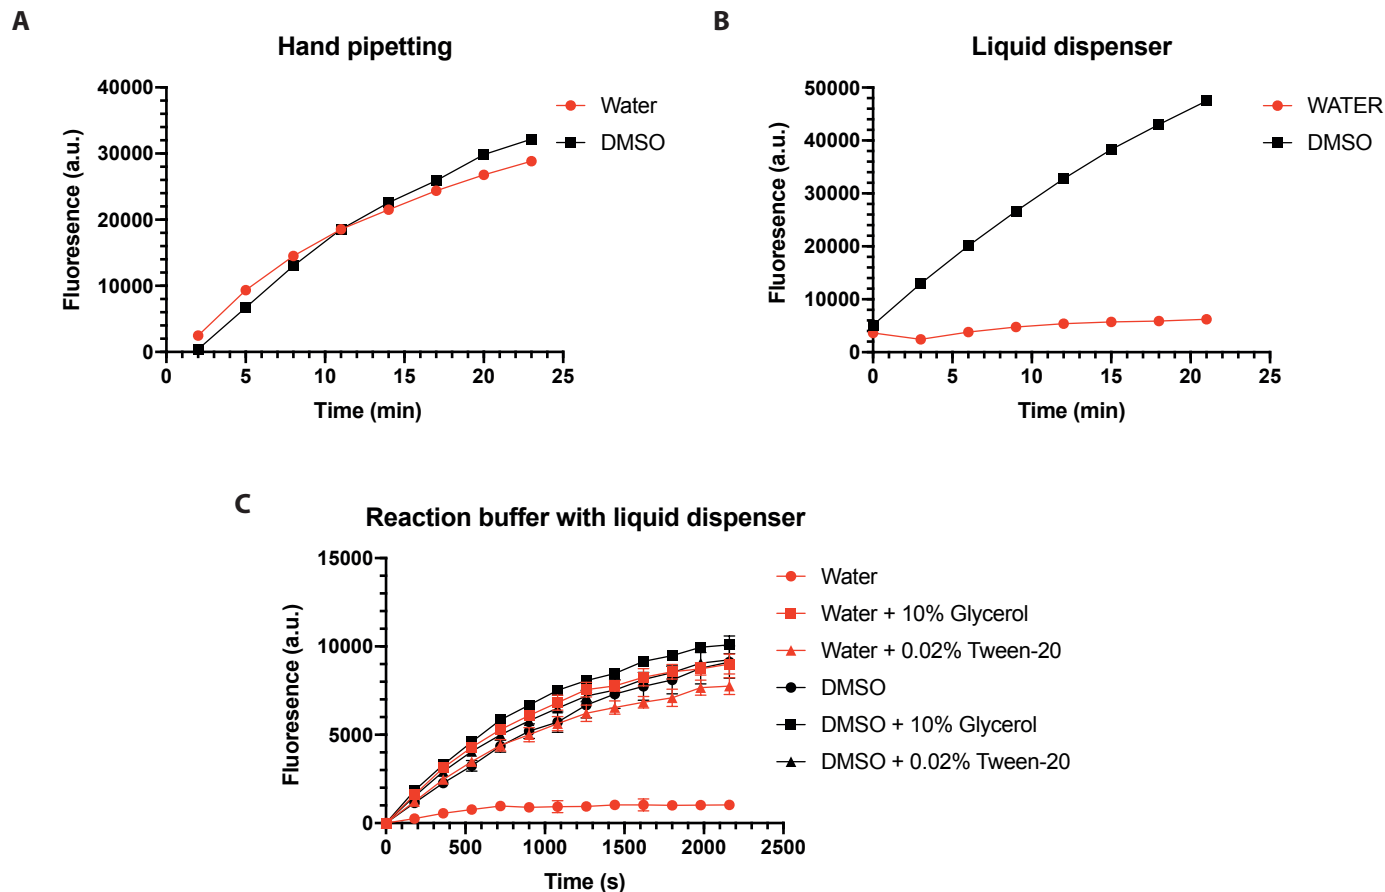 A
Hand pipetting
40000
30000
20000
10000
0
0 5 10 15 20 25
Fluoresence (a.u.)
Time (min)
Water
DMSO
B
Liquid dispenser
50000
40000
30000
20000
10000
0
0 5 10 15 20 25
Fluoresence (a.u.)
Time (min)
WATER
DMSO
C
Reaction buffer with liquid dispenser
15000
10000
5000
0
0 500 1000 1500 2000 2500
Fluoresence (a.u.)
Time (s)
Water
Water + 10% Glycerol
Water + 0.02% Tween-20
DMSO
DMSO + 10% Glycerol
DMSO + 0.02% Tween-20